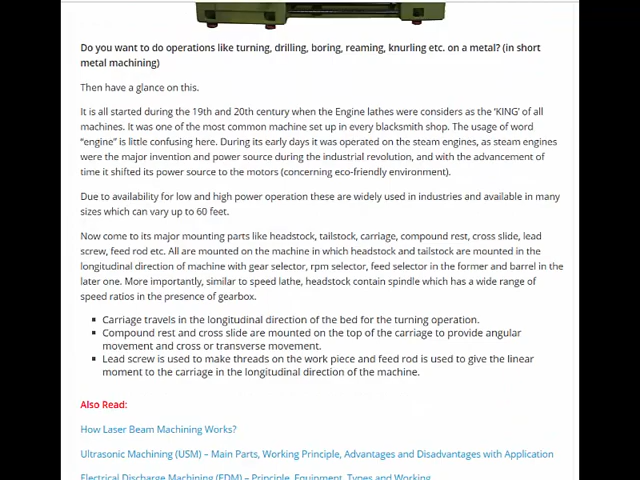 Do you want to do operations like turning, drilling, boring, reaming, knurling etc. on a metal? (in short
metal machining)
Then have a glance on this.
It is all started during the 19th and 20th century when the Engine lathes were considers as the ‘KING’ of all
machines. It was one of the most common machine set up in every blacksmith shop. The usage of word
“engine” is little confusing here. During its early days it was operated on the steam engines, as steam engines
were the major invention and power source during the industrial revolution, and with the advancement of
time it shifted its power source to the motors (concerning eco-friendly environment).
Due to availability for low and high power operation these are widely used in industries and available in many
sizes which can vary up to 60 feet.
Now come to its major mounting parts like headstock, tailstock, carriage, compound rest, cross slide, lead
screw, feed rod etc. All are mounted on the machine in which headstock and tailstock are mounted in the
longitudinal direction of machine with gear selector, rpm selector, feed selector in the former and barrel in the
later one. More importantly, similar to speed lathe, headstock contain spindle which has a wide range of
speed ratios in the presence of gearbox.
Carriage travels in the longitudinal direction of the bed for the turning operation.
Compound rest and cross slide are mounted on the top of the carriage to provide angular
movement and cross or transverse movement.
Lead screw is used to make threads on the work piece and feed rod is used to give the linear
moment to the carriage in the longitudinal direction of the machine.
Also Read:
How Laser Beam Machining Works?
Ultrasonic Machining (USM) – Main Parts, Working Principle, Advantages and Disadvantages with Application
Electrical Discharge Machining (EDM) – Principle, Equipment, Types and Working